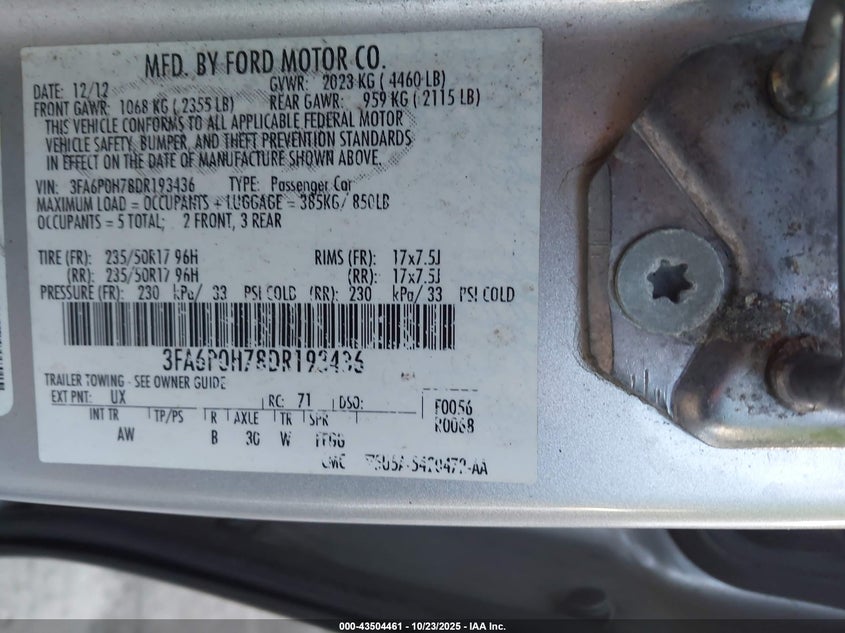 MFD. BY FORD MOTOR CO.
DATE: 12/12 GVWR: 2023 KG ( 4460 LB)
FRONT GAWR: 1068 KG ( 2355 LB) REAR GAWR: 959 KG ( 2115 LB)
THIS VEHICLE CONFORMS TO ALL APPLICABLE FEDERAL MOTOR
VEHICLE SAFETY, BUMPER, AND THEFT PREVENTION STANDARDS
IN EFFECT ON THE DATE OF MANUFACTURE SHOWN ABOVE.
VIN: 3FA6P0H78DR193436 TYPE: Passenger Car
MAXIMUM LOAD = OCCUPANTS + LUGGAGE = 385KG/ 850LB
OCCUPANTS = 5 TOTAL; 2 FRONT, 3 REAR
TIRE (FR): 235/50R17 96H RIMS (FR): 17x7.5J
(RR): 235/50R17 96H (RR): 17x7.5J
PRESSURE (FR): 230 kPa/ 33 PSI COLD (RR): 230 kPa/ 33 PSI COLD
3FA6P0H78DR193436
TRAILER TOWING - SEE OWNER GUIDE
EXT PNT: UX RC: 71 DSO: F0056
INT TR TP/PS R AXLE TR SPR R0068
AW B 30 W
000-43504461 - 10/23/2025 - IAA Inc.